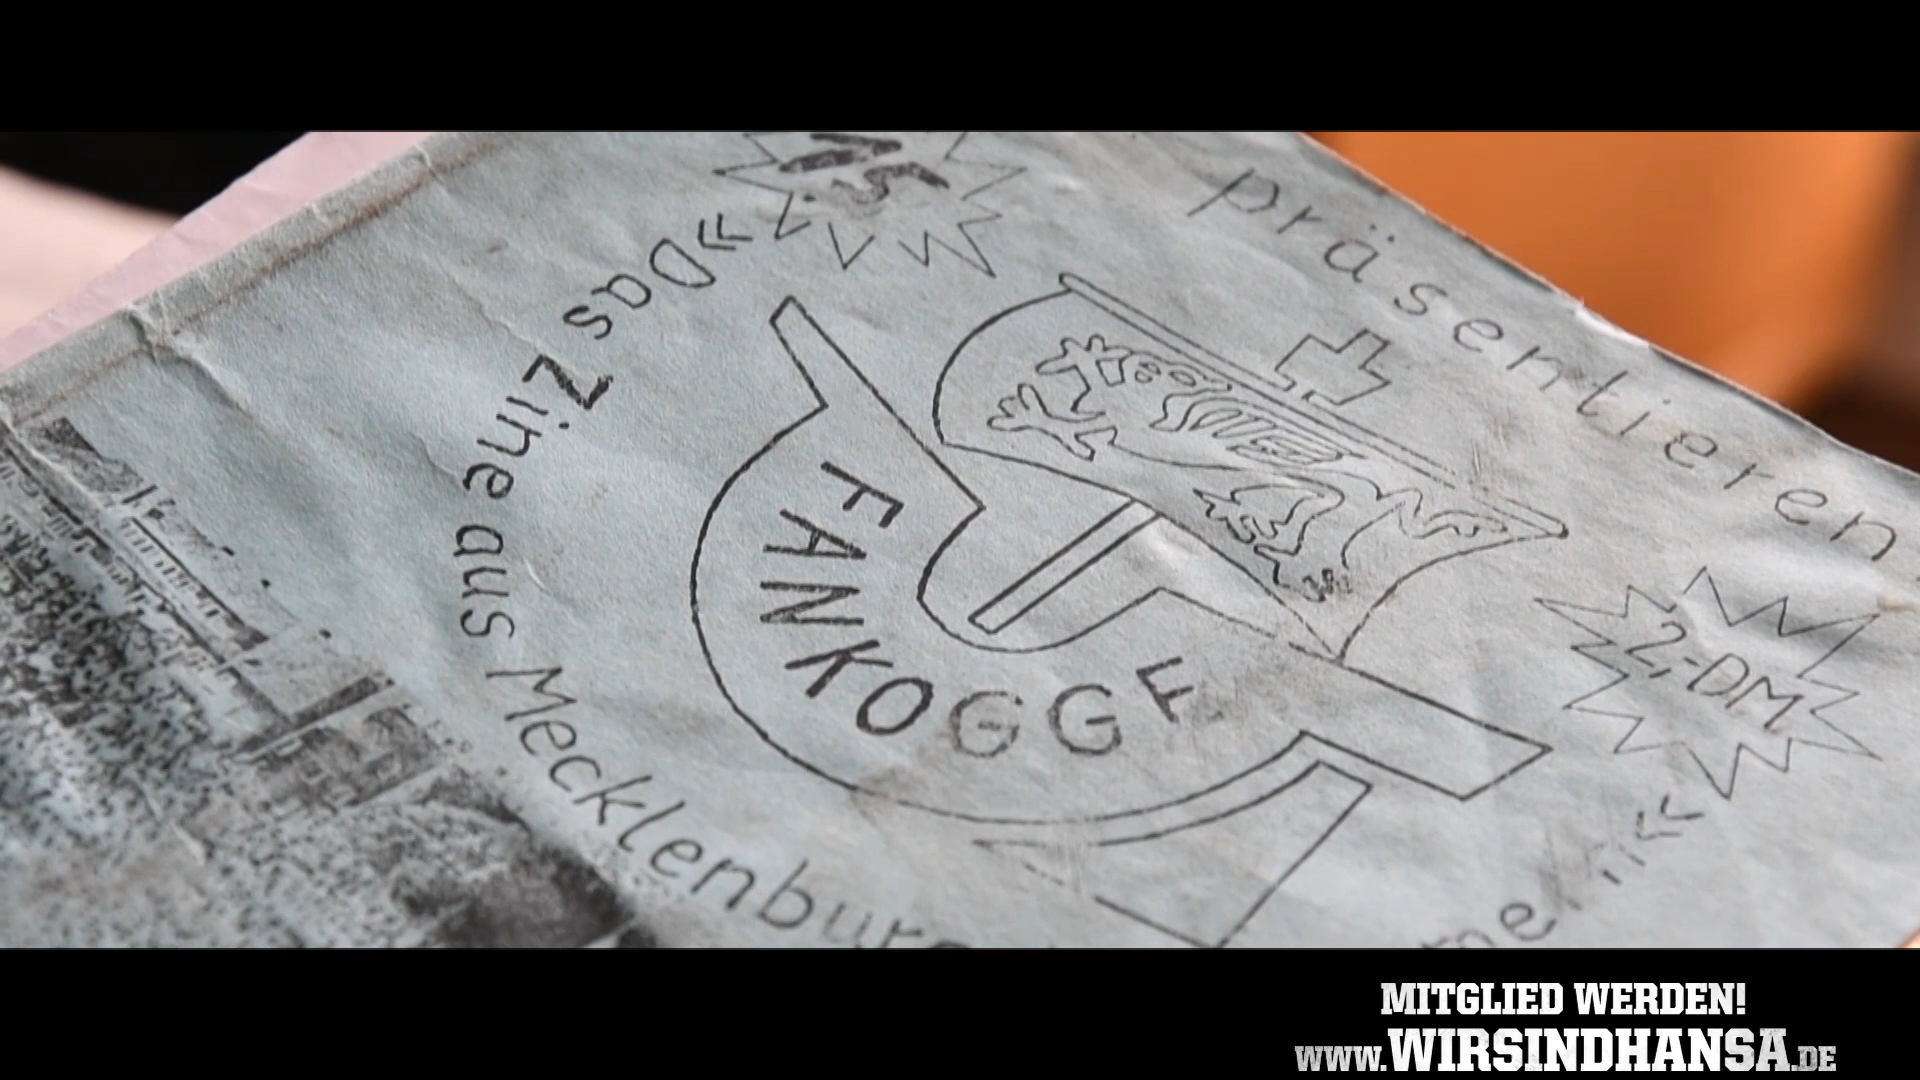 präsentieren
»Das Zine aus Mecklenburg
FANKOGGE
2,-DM
MITGLIED WERDEN!
WWW.WIRSINDHANSA.DE